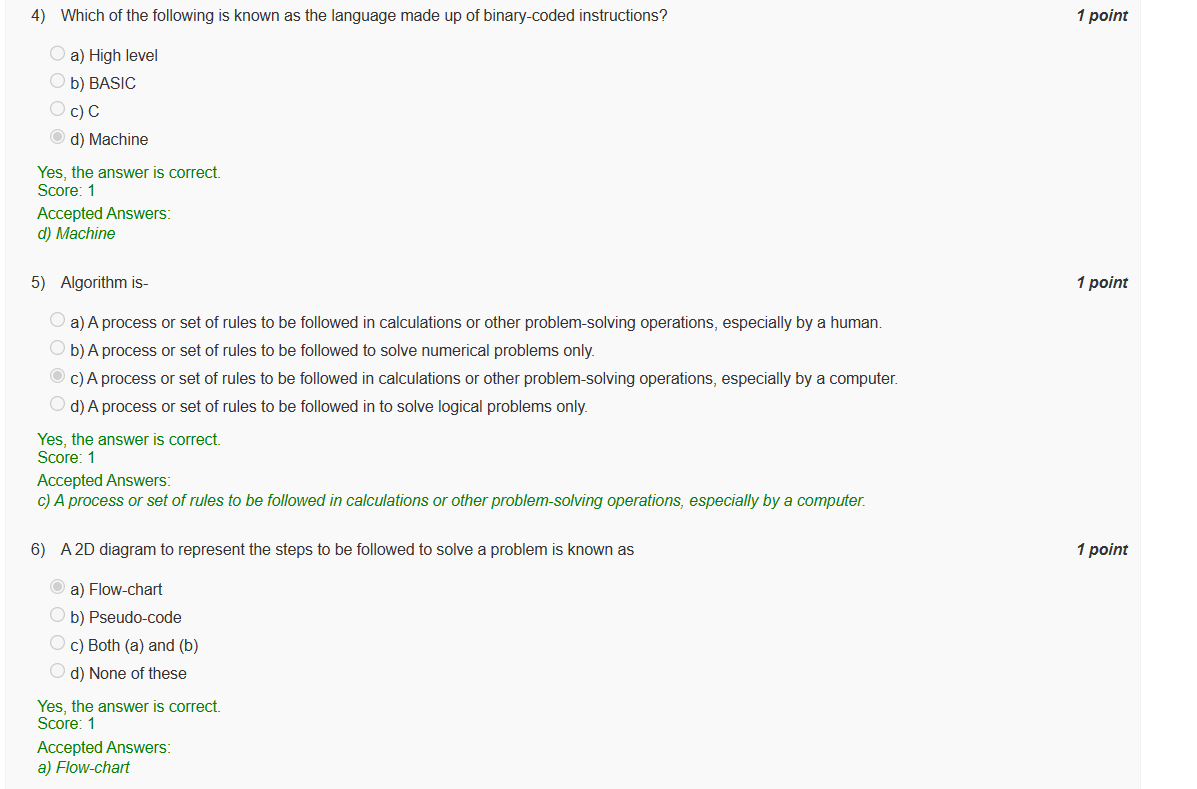 4) Which of the following is known as the language made up of binary-coded instructions? 1 point
a) High level
b) BASIC
c) C
d) Machine
Yes, the answer is correct.
Score: 1
Accepted Answers:
d) Machine
5) Algorithm is- 1 point
a) A process or set of rules to be followed in calculations or other problem-solving operations, especially by a human.
b) A process or set of rules to be followed to solve numerical problems only.
c) A process or set of rules to be followed in calculations or other problem-solving operations, especially by a computer.
d) A process or set of rules to be followed in to solve logical problems only.
Yes, the answer is correct.
Score: 1
Accepted Answers:
c) A process or set of rules to be followed in calculations or other problem-solving operations, especially by a computer.
6) A 2D diagram to represent the steps to be followed to solve a problem is known as 1 point
a) Flow-chart
b) Pseudo-code
c) Both (a) and (b)
d) None of these
Yes, the answer is correct.
Score: 1
Accepted Answers:
a) Flow-chart